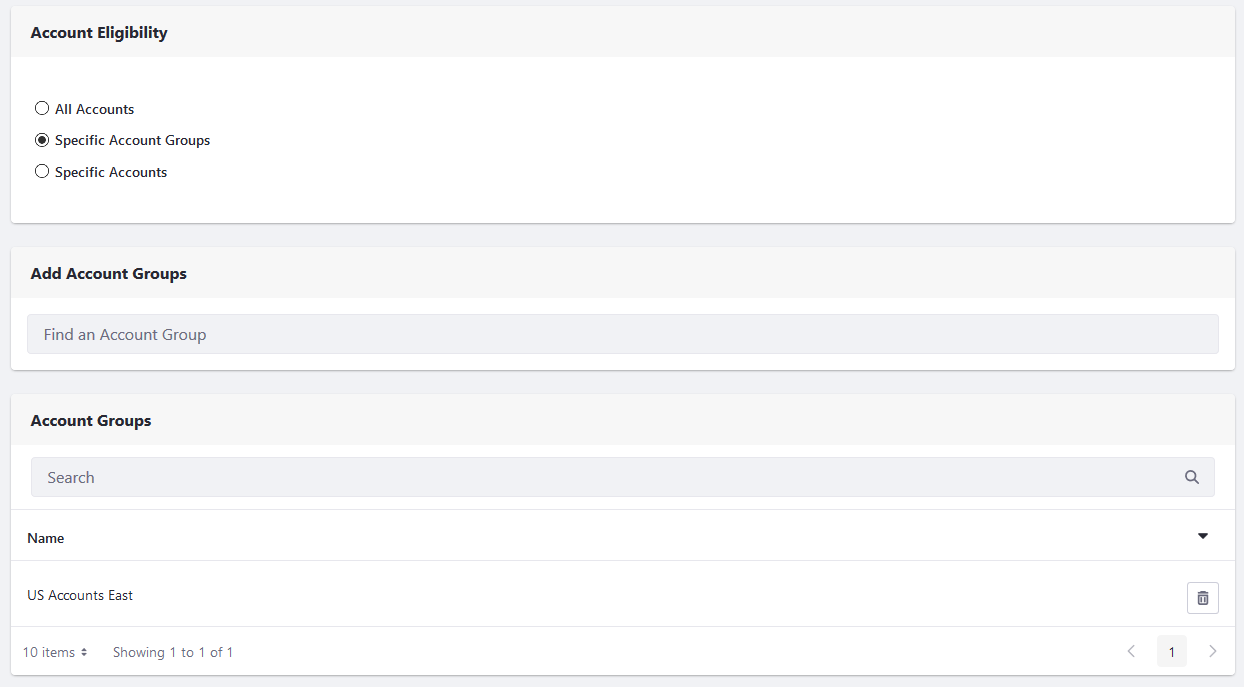 Account Eligibility
All Accounts
Specific Account Groups
Specific Accounts
Add Account Groups
Find an Account Group
Account Groups
Search
Name
US Accounts East
10 items Showing 1 to 1 of 1 1